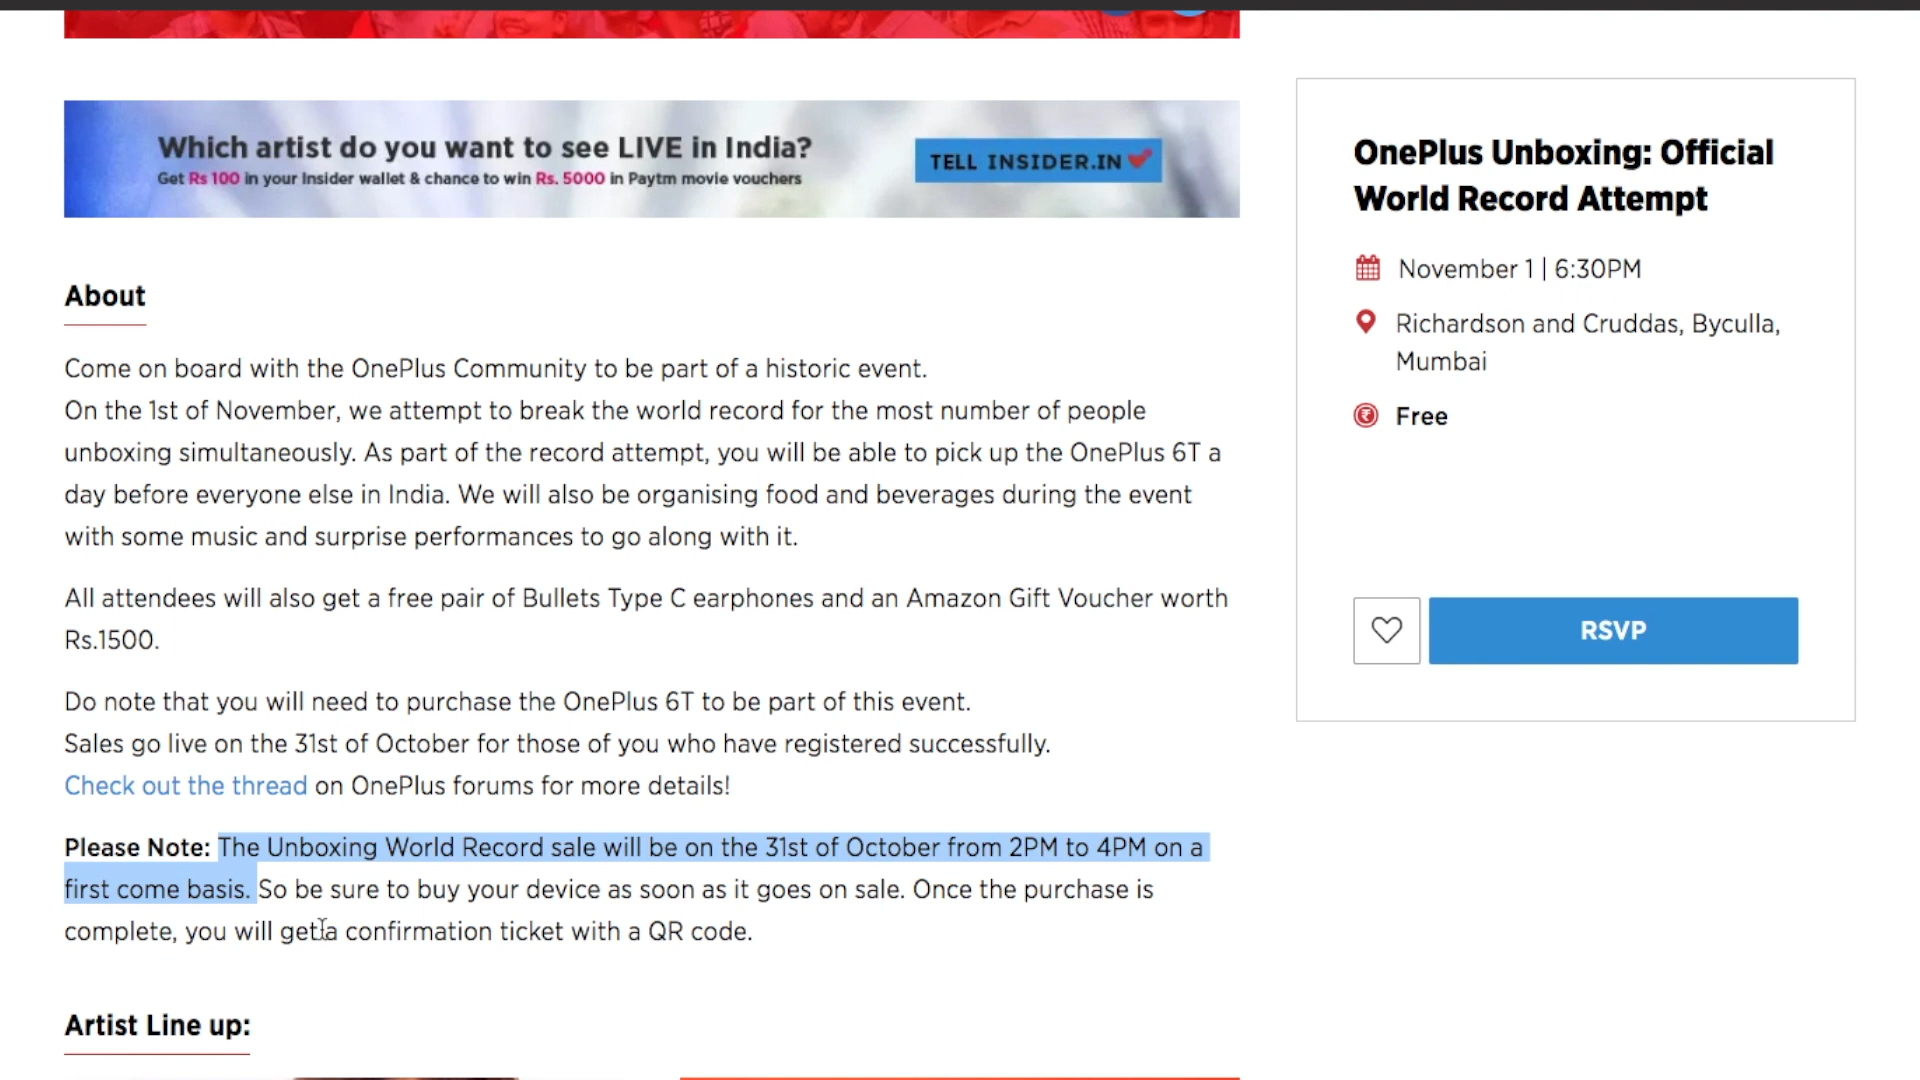 Which artist do you want to see LIVE in India?
Get Rs 100 in your Insider wallet & chance to win Rs. 5000 in Paytm movie vouchers
TELL INSIDER.IN
About
Come on board with the OnePlus Community to be part of a historic event.
On the 1st of November, we attempt to break the world record for the most number of people
unboxing simultaneously. As part of the record attempt, you will be able to pick up the OnePlus 6T a
day before everyone else in India. We will also be organising food and beverages during the event
with some music and surprise performances to go along with it.
All attendees will also get a free pair of Bullets Type C earphones and an Amazon Gift Voucher worth
Rs.1500.
Do note that you will need to purchase the OnePlus 6T to be part of this event.
Sales go live on the 31st of October for those of you who have registered successfully.
Check out the thread on OnePlus forums for more details!
Please Note: The Unboxing World Record sale will be on the 31st of October from 2PM to 4PM on a
first come basis. So be sure to buy your device as soon as it goes on sale. Once the purchase is
complete, you will get a confirmation ticket with a QR code.
Artist Line up:
OnePlus Unboxing: Official
World Record Attempt
November 1 | 6:30PM
Richardson and Cruddas, Byculla,
Mumbai
Free
RSVP